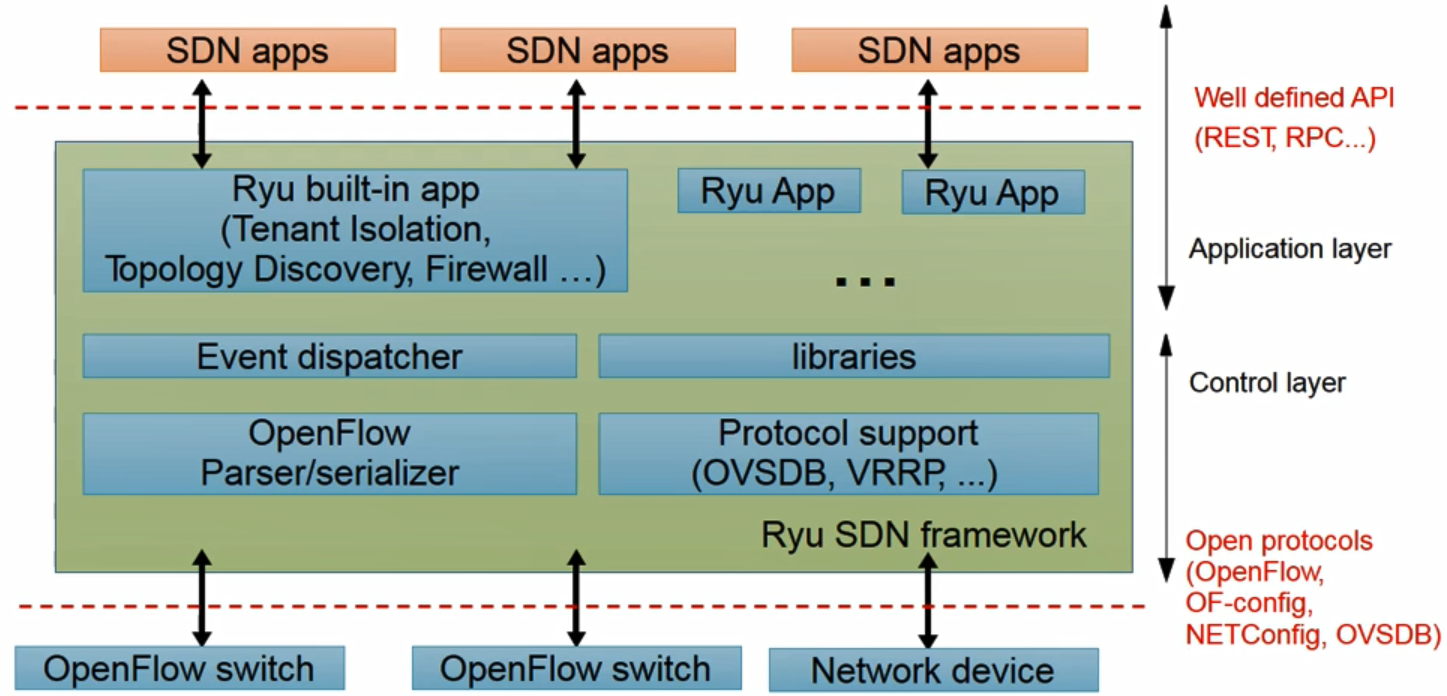 SDN apps
SDN apps
SDN apps
Well defined API
(REST, RPC...)
Ryu built-in app
(Tenant Isolation,
Topology Discovery, Firewall …)
Ryu App
Ryu App
...
Application layer
Event dispatcher
libraries
Control layer
OpenFlow
Parser/serializer
Protocol support
(OVSDB, VRRP, ...)
Ryu SDN framework
Open protocols
(OpenFlow,
OF-config,
NETConfig, OVSDB)
OpenFlow switch
OpenFlow switch
Network device